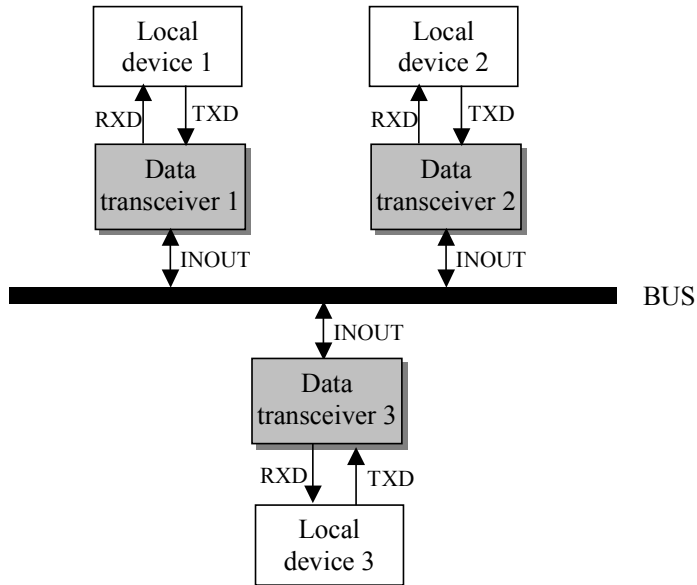 Local
device 1
Local
device 2
RXD
TXD
RXD
TXD
Data
transceiver 1
Data
transceiver 2
INOUT
INOUT
BUS
INOUT
Data
transceiver 3
RXD
TXD
Local
device 3